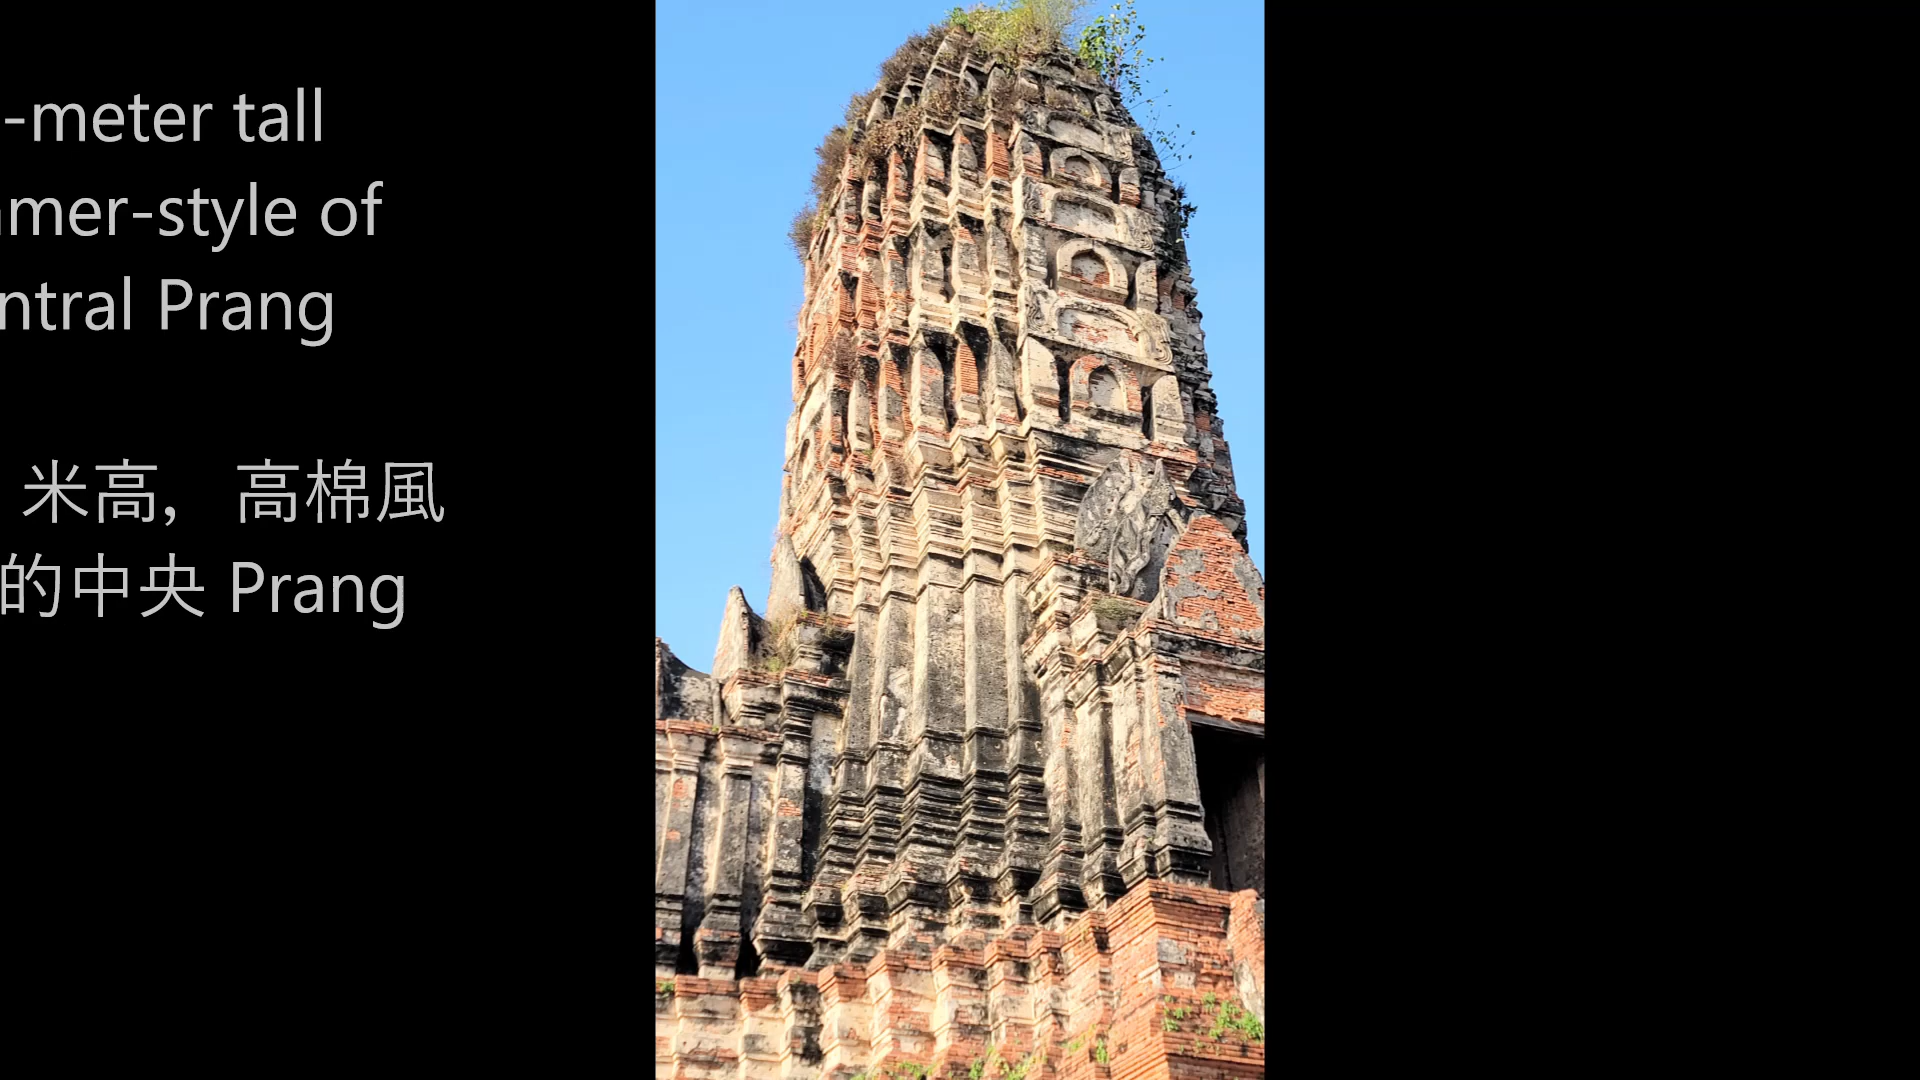 -meter tall
mer-style of
ntral Prang
米高，高棉風
的中央 Prang